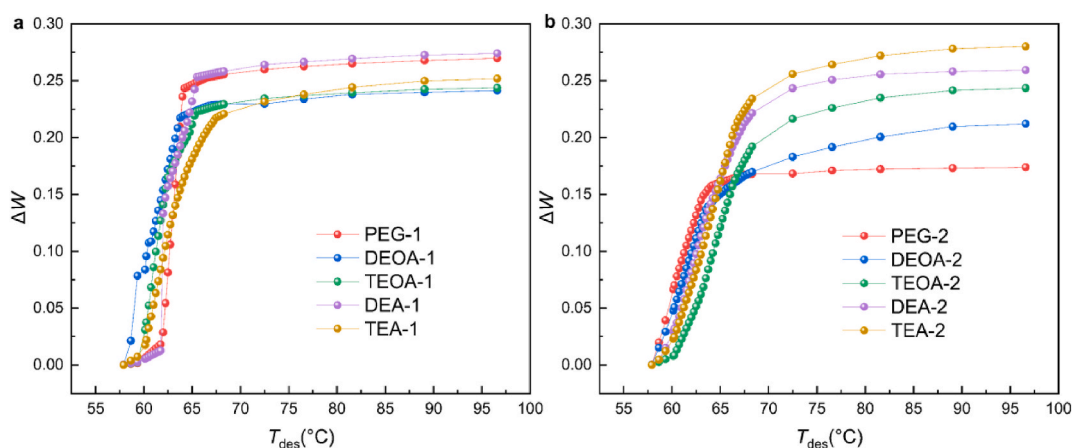 a
0.30
0.25
0.20
0.15
0.10
0.05
0.00
ΔW
PEG-1
DEOA-1
TEOA-1
DEA-1
TEA-1
55 60 65 70 75 80 85 90 95 100
T_des(°C)
b
0.30
0.25
0.20
0.15
0.10
0.05
0.00
ΔW
PEG-2
DEOA-2
TEOA-2
DEA-2
TEA-2
55 60 65 70 75 80 85 90 95 100
T_des(°C)